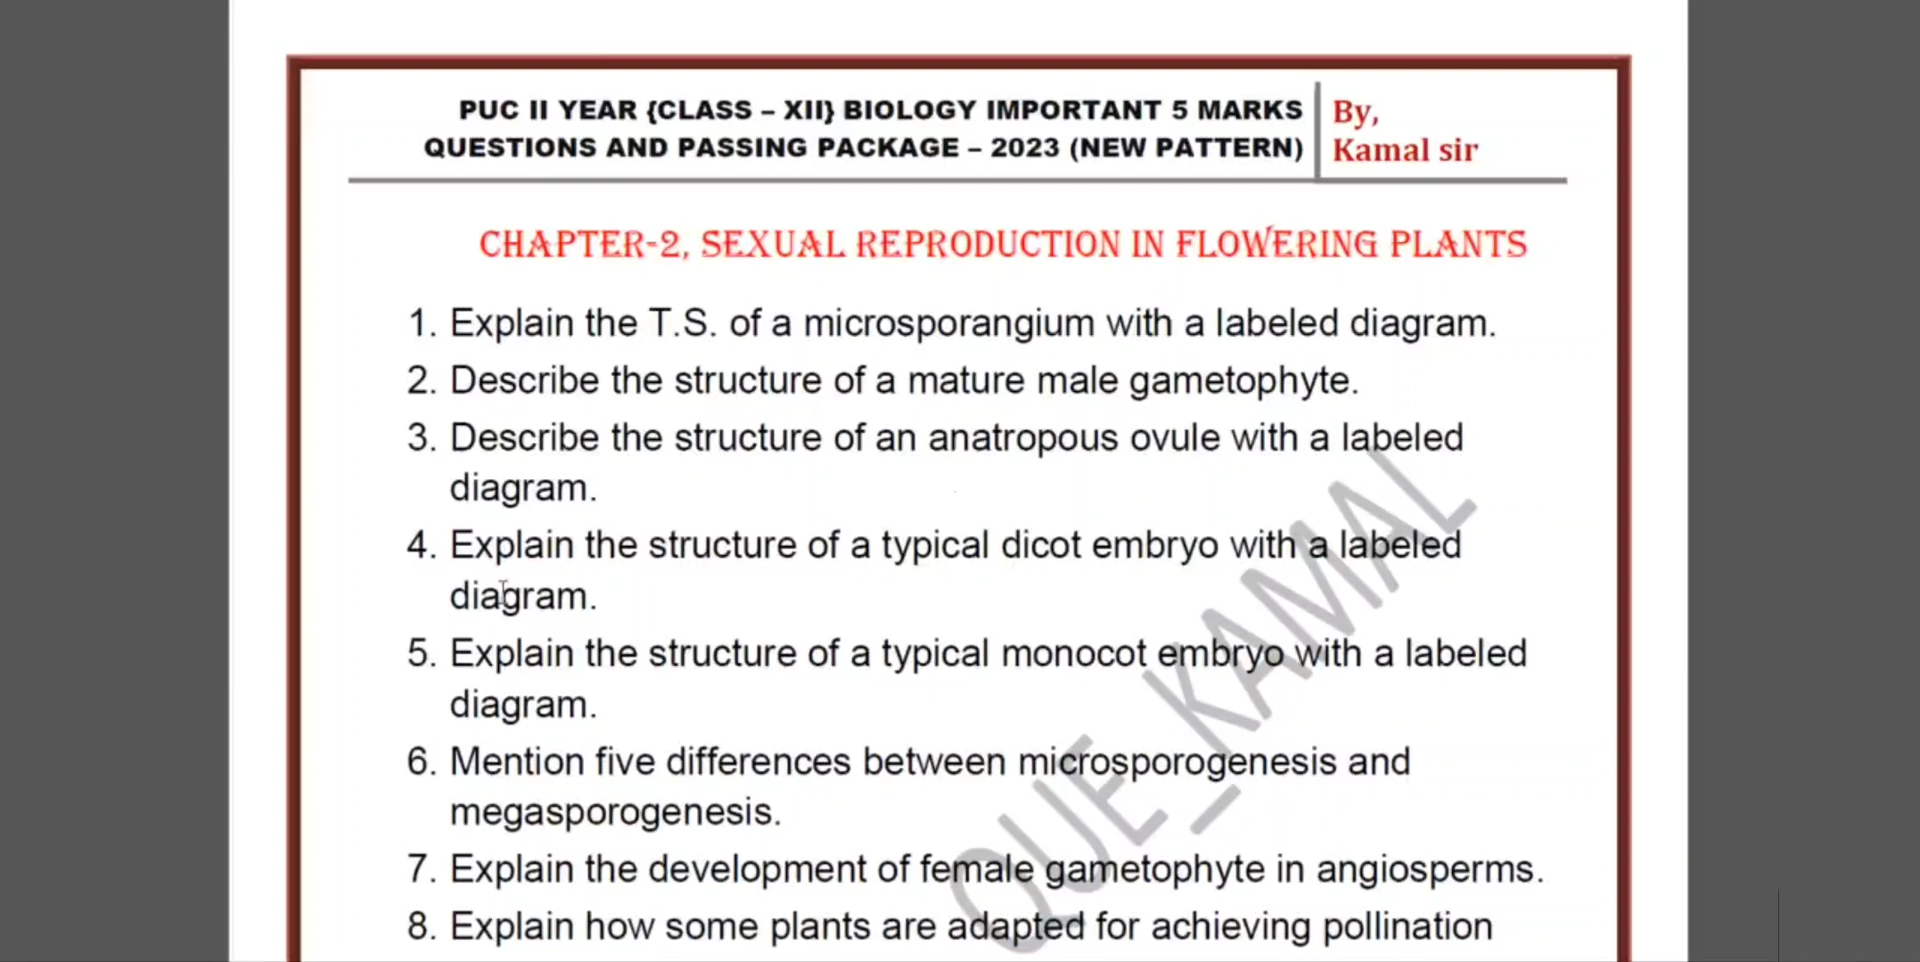 PUC II YEAR {CLASS – XII} BIOLOGY IMPORTANT 5 MARKS
QUESTIONS AND PASSING PACKAGE – 2023 (NEW PATTERN)
By,
Kamal sir
CHAPTER-2, SEXUAL REPRODUCTION IN FLOWERING PLANTS
1. Explain the T.S. of a microsporangium with a labeled diagram.
2. Describe the structure of a mature male gametophyte.
3. Describe the structure of an anatropous ovule with a labeled
diagram.
4. Explain the structure of a typical dicot embryo with a labeled
diagram.
5. Explain the structure of a typical monocot embryo with a labeled
diagram.
6. Mention five differences between microsporogenesis and
megasporogenesis.
7. Explain the development of female gametophyte in angiosperms.
8. Explain how some plants are adapted for achieving pollination
QUE_KAMAL